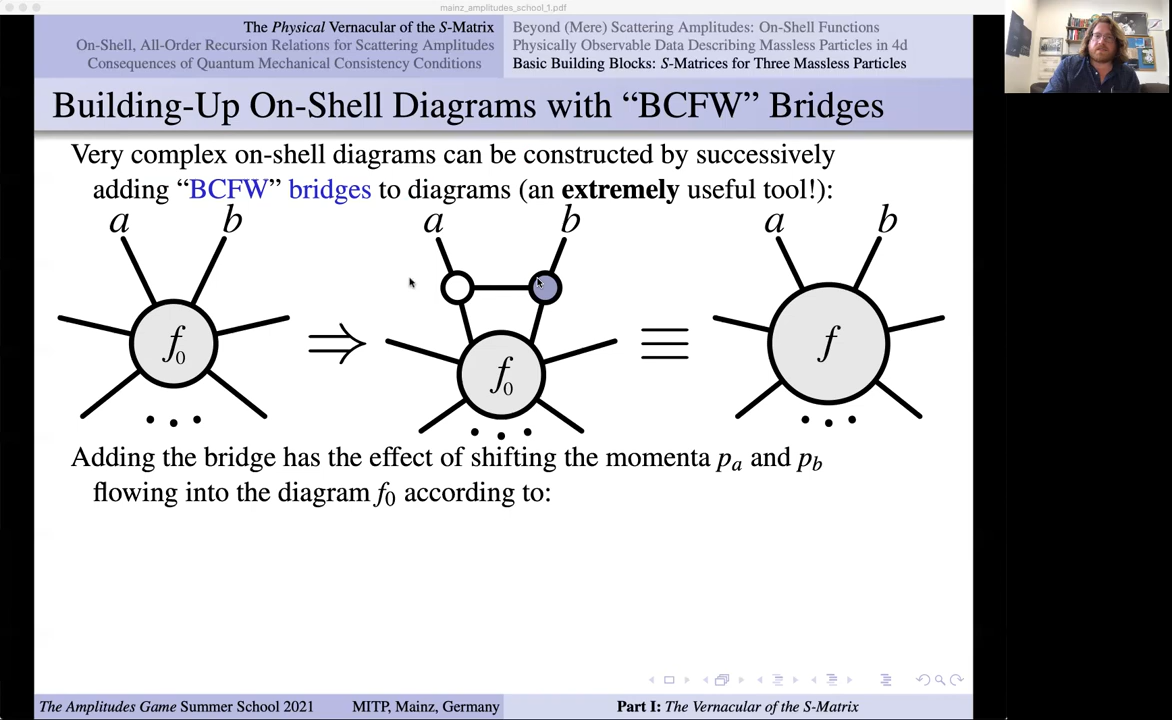 mainz_amplitudes_school_1.pdf
The Physical Vernacular of the S-Matrix
On-Shell, All-Order Recursion Relations for Scattering Amplitudes
Consequences of Quantum Mechanical Consistency Conditions
Beyond (Mere) Scattering Amplitudes: On-Shell Functions
Physically Observable Data Describing Massless Particles in 4d
Basic Building Blocks: S-Matrices for Three Massless Particles
Building-Up On-Shell Diagrams with “BCFW” Bridges
Very complex on-shell diagrams can be constructed by successively
adding “BCFW” bridges to diagrams (an extremely useful tool!):
a b a b a b
f₀ ⇒ f₀ ≡ f
Adding the bridge has the effect of shifting the momenta pₐ and p_b
flowing into the diagram f₀ according to:
The Amplitudes Game Summer School 2021 MITP, Mainz, Germany Part I: The Vernacular of the S-Matrix